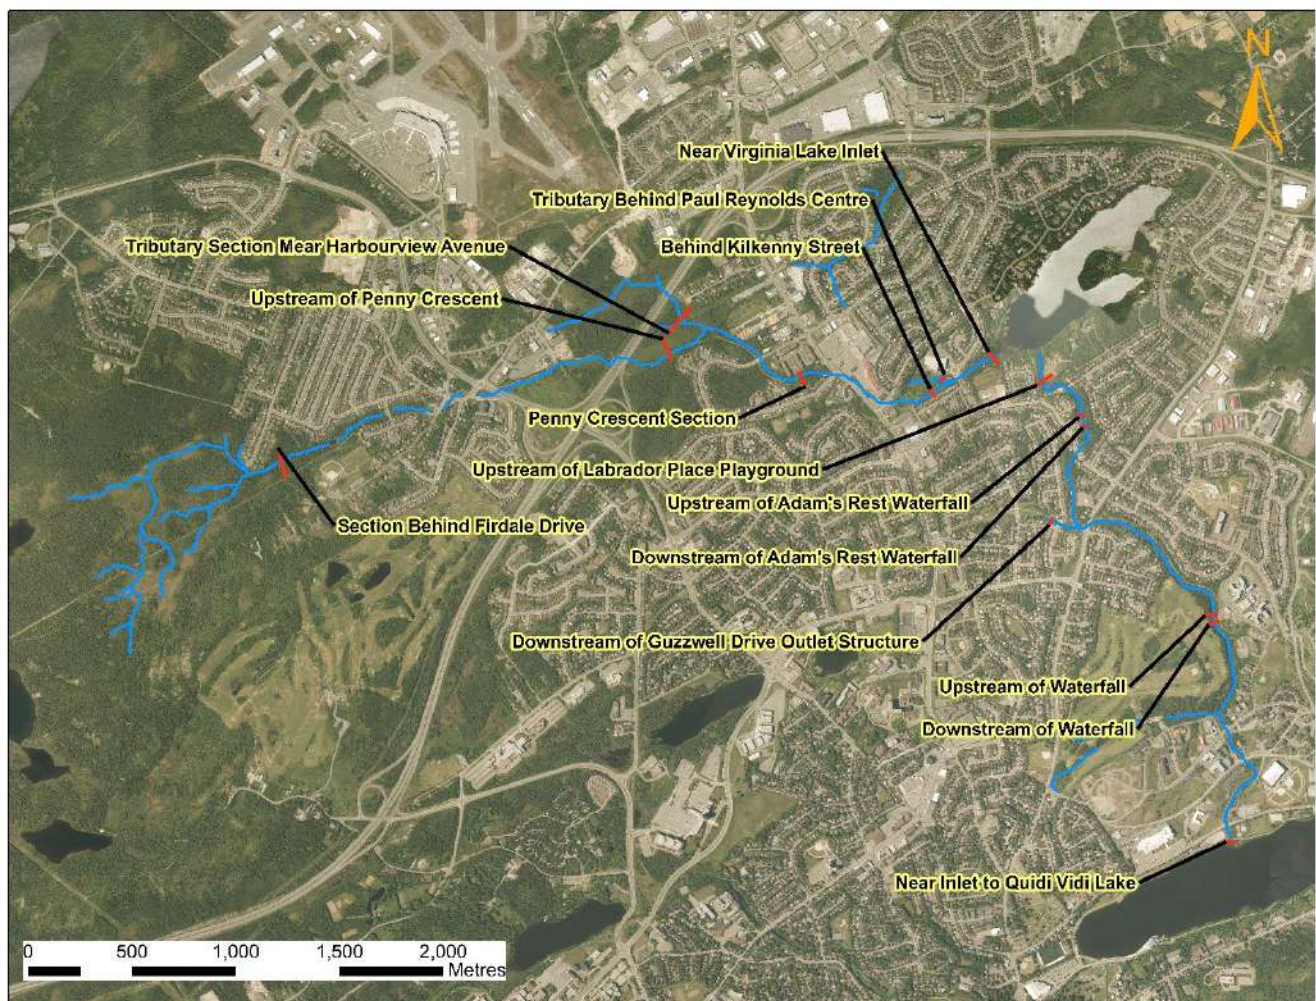 N
Near Virginia Lake Inlet
Tributary Behind Paul Reynolds Centre
Tributary Section Mear Harbourview Avenue
Behind Kilkenny Street
Upstream of Penny Crescent
Penny Crescent Section
Upstream of Labrador Place Playground
Upstream of Adam's Rest Waterfall
Section Behind Firdale Drive
Downstream of Adam's Rest Waterfall
Downstream of Guzzwell Drive Outlet Structure
Upstream of Waterfall
Downstream of Waterfall
Near Inlet to Quidi Vidi Lake
0 500 1,000 1,500 2,000
Metres